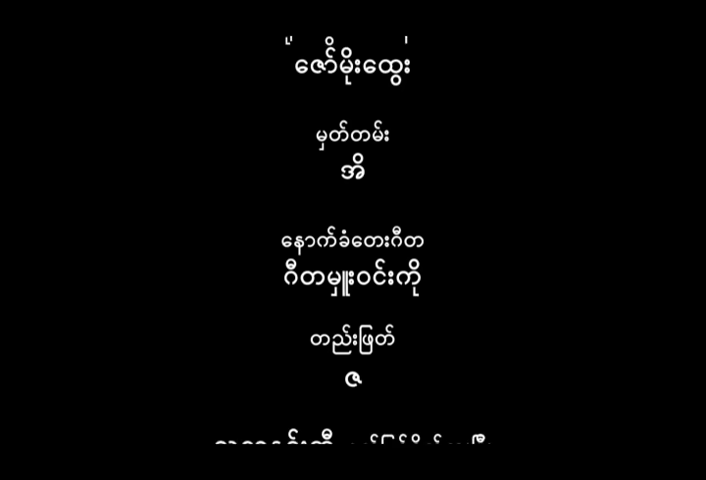 ဇော်မိုးထွေး
မှတ်တမ်း
အိ
နောက်ခံတေးဂီတ
ဂီတမှူးဝင်းကို
တည်းဖြတ်
ဇ